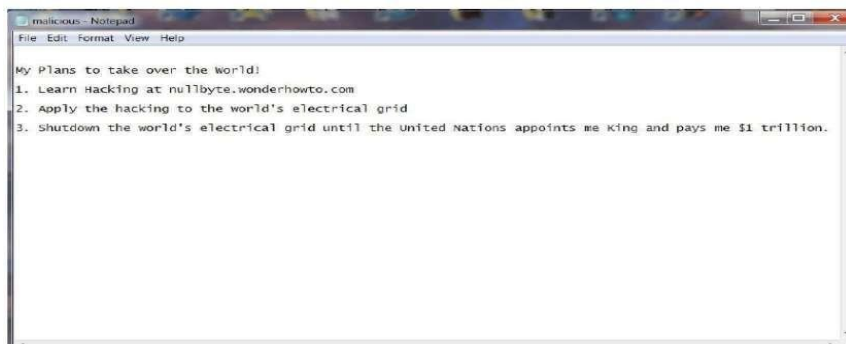 malicious - Notepad
File Edit Format View Help
My Plans to take over the World!
1. Learn Hacking at nullbyte.wonderhowto.com
2. Apply the hacking to the world's electrical grid
3. Shutdown the world's electrical grid until the United Nations appoints me King and pays me $1 trillion.